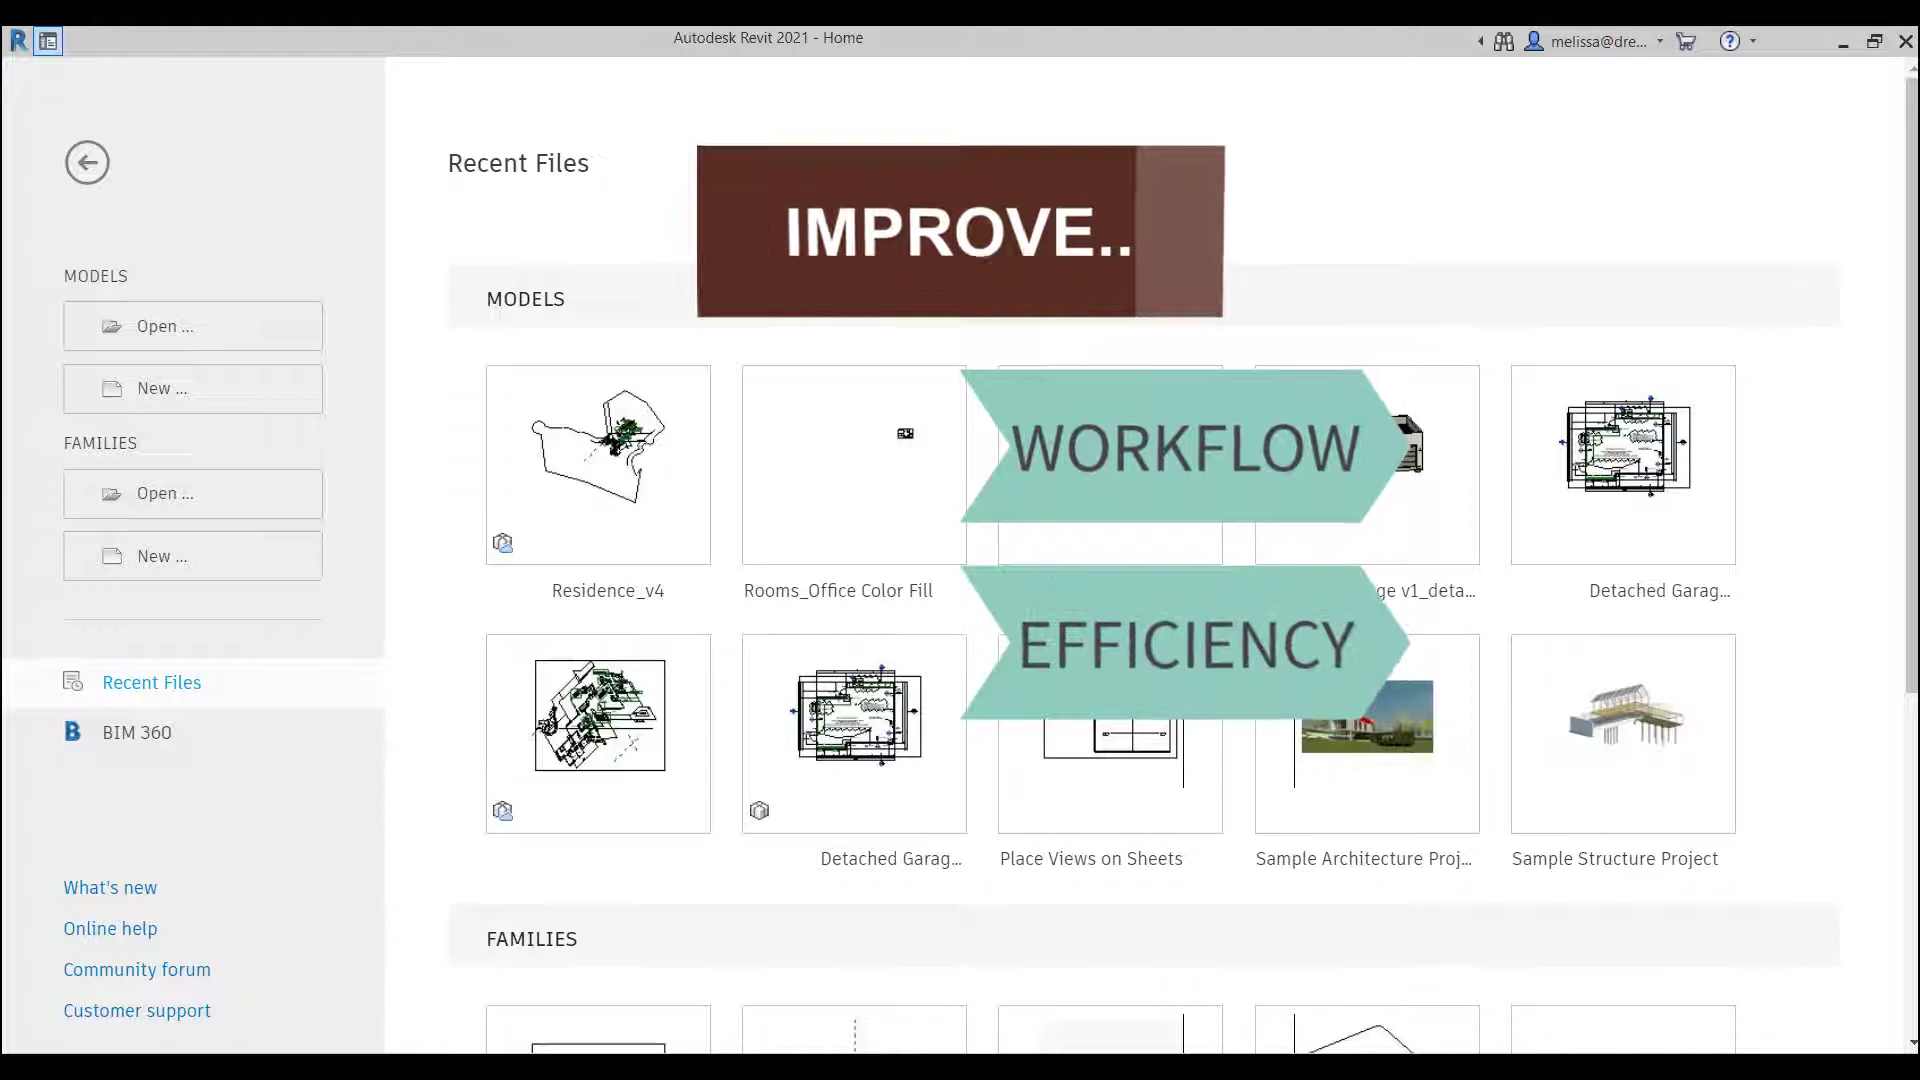 Autodesk Revit 2021 - Home
melissa@dre...
Recent Files
IMPROVE..
MODELS
Open ...
New ...
FAMILIES
Open ...
New ...
Recent Files
BIM 360
What's new
Online help
Community forum
Customer support
MODELS
WORKFLOW
Residence_v4
Rooms_Office Color Fill
ge v1_deta...
Detached Garag...
EFFICIENCY
Detached Garag...
Place Views on Sheets
Sample Architecture Proj...
Sample Structure Project
FAMILIES